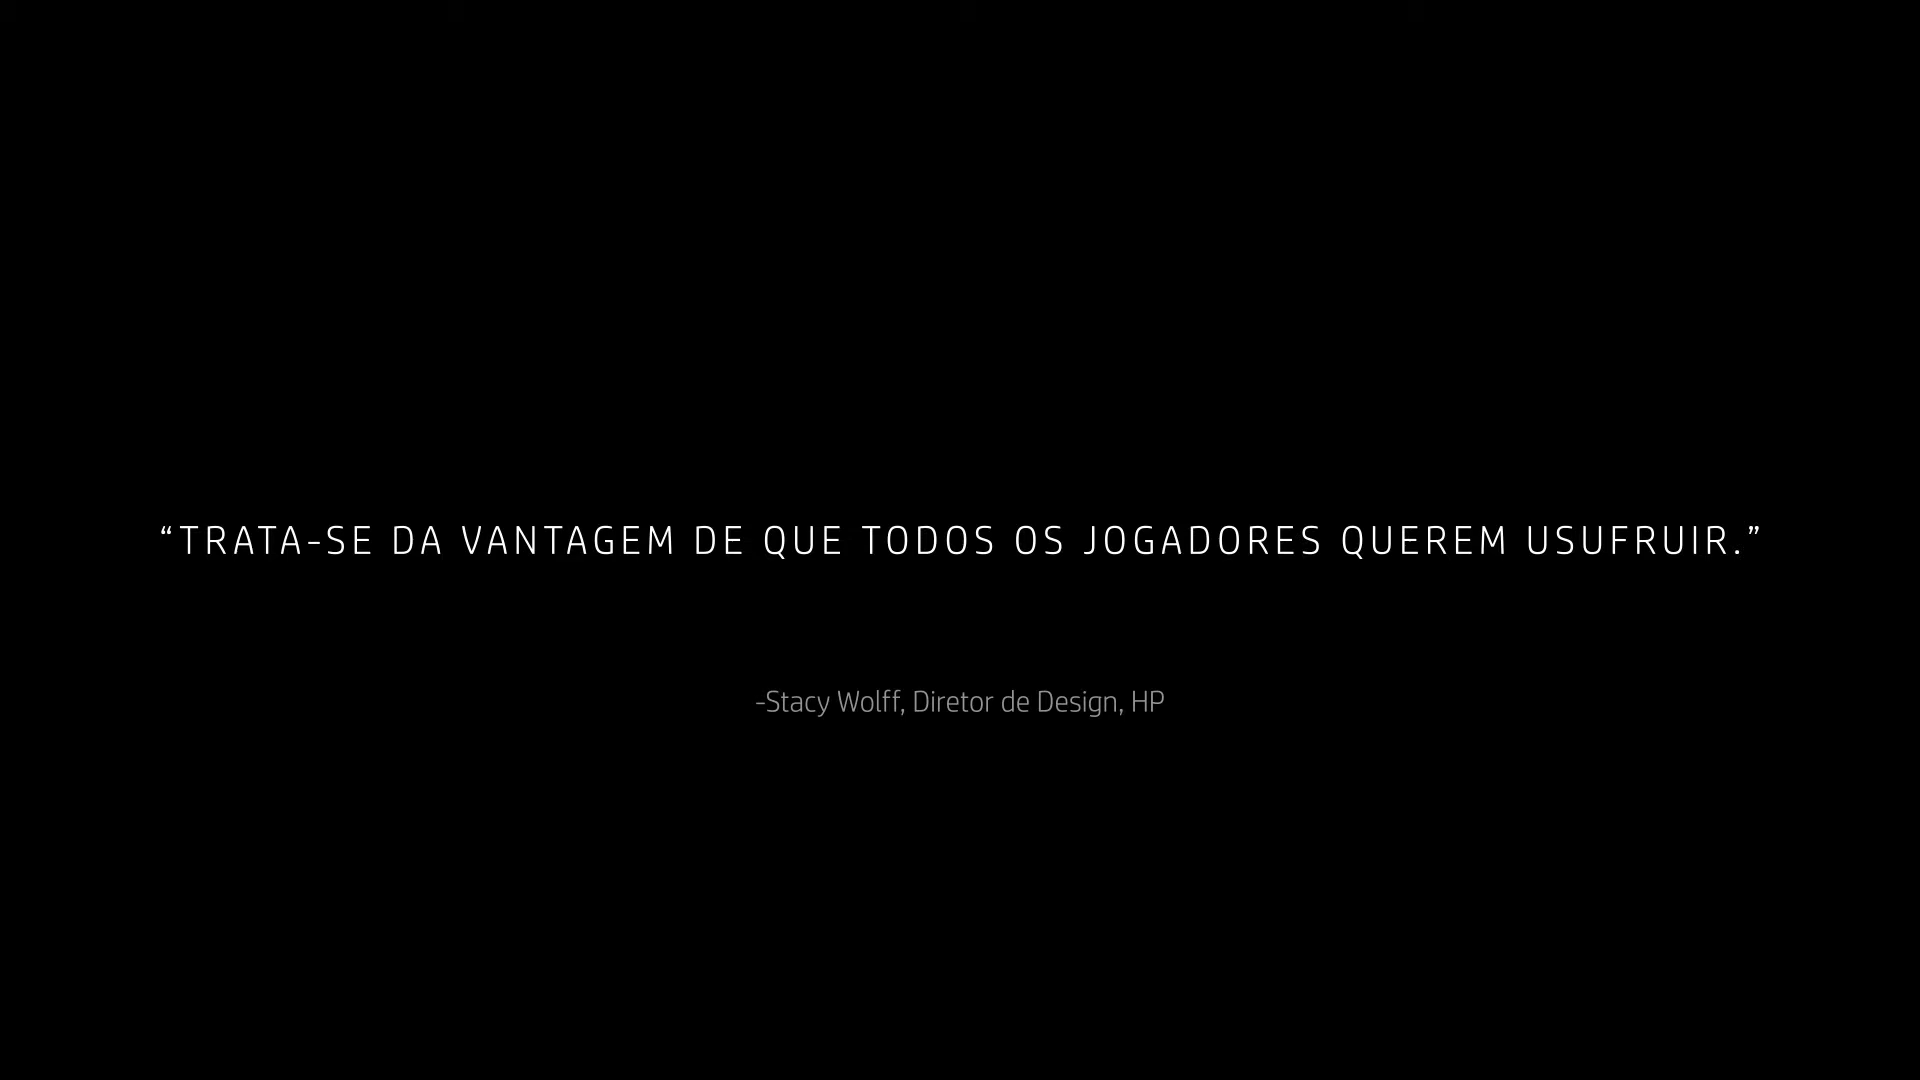 “TRATA-SE DA VANTAGEM DE QUE TODOS OS JOGADORES QUEREM USUFRUIR.”
-Stacy Wolff, Diretor de Design, HP